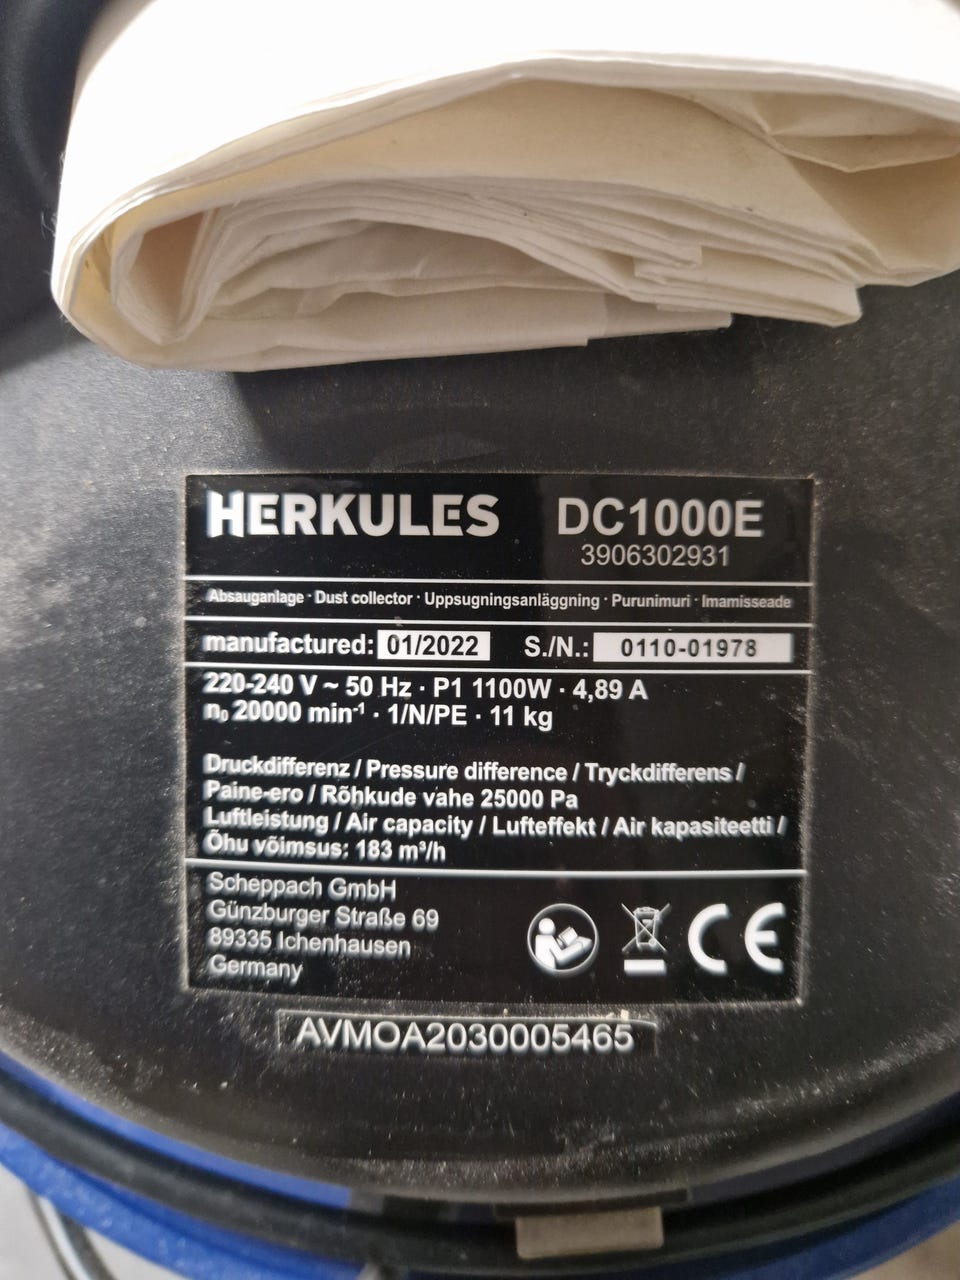 HERKULES DC1000E
3906302931
Absauganlage · Dust collector · Uppsugningsanläggning · Purunimuri · Imamisseade
manufactured: 01/2022 S./N.: 0110-01978
220-240 V ~ 50 Hz · P1 1100W · 4,89 A
n₀ 20000 min⁻¹ · 1/N/PE · 11 kg
Druckdifferenz / Pressure difference / Tryckdifferens /
Paine-ero / Rõhkude vahe 25000 Pa
Luftleistung / Air capacity / Lufteffekt / Air kapasiteetti /
Õhu võimsus: 183 m³/h
Scheppach GmbH
Günzburger Straße 69
89335 Ichenhausen
Germany
CE
AVMOA2030005465